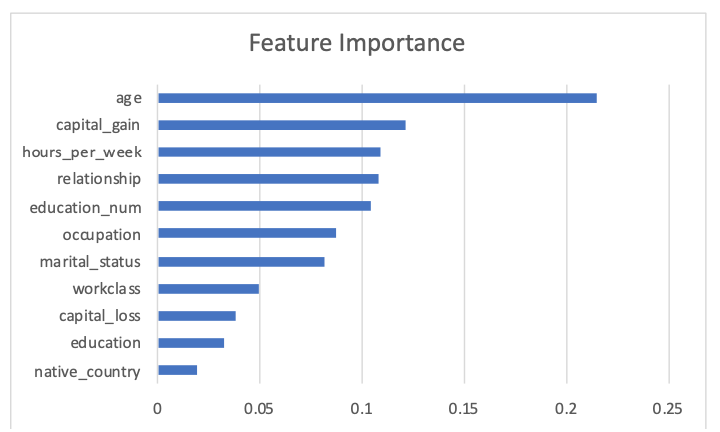 Feature Importance
age
capital_gain
hours_per_week
relationship
education_num
occupation
marital_status
workclass
capital_loss
education
native_country
0 0.05 0.1 0.15 0.2 0.25